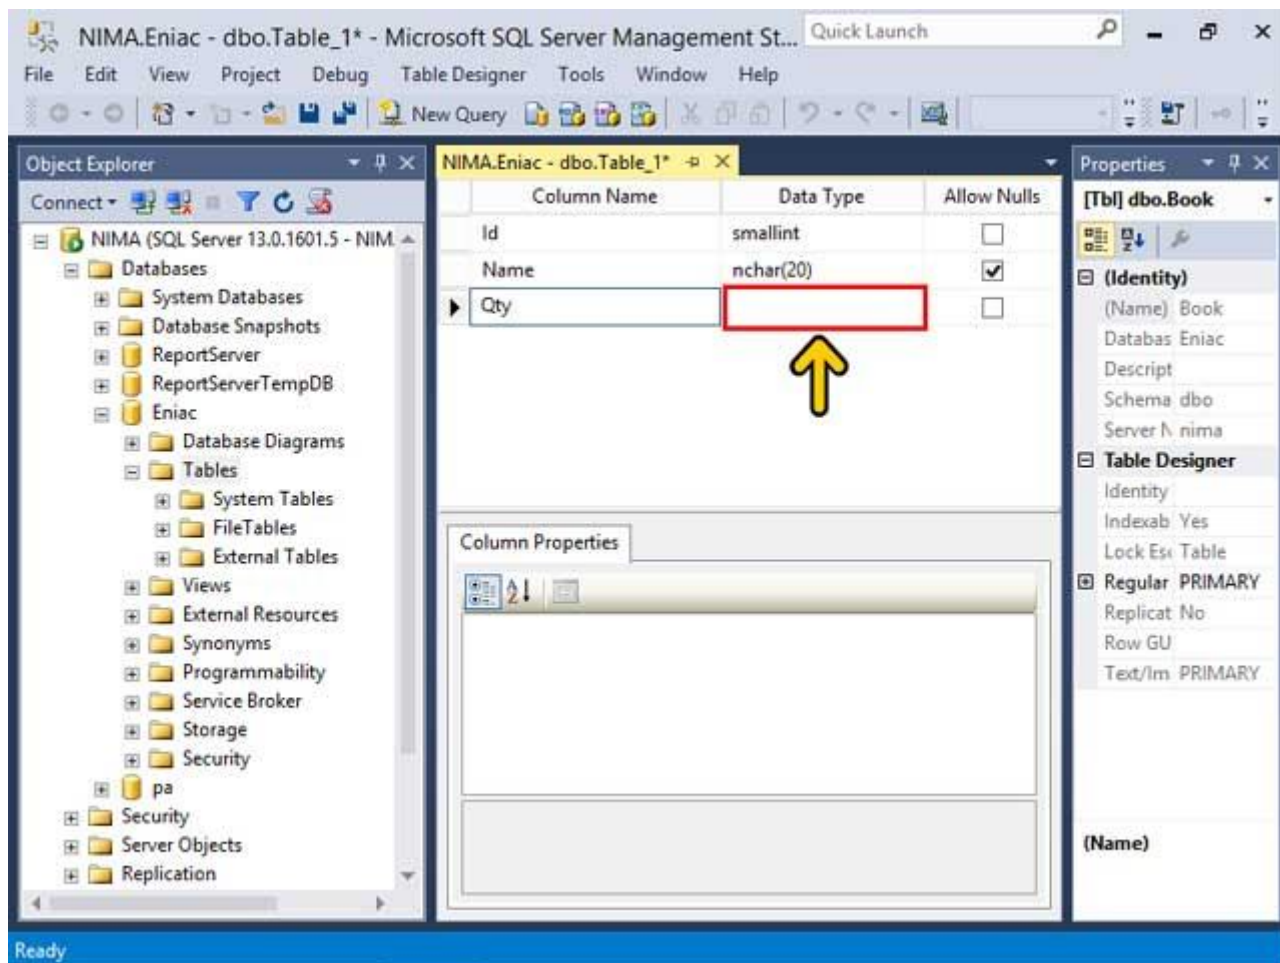 NIMA.Eniac - dbo.Table_1* - Microsoft SQL Server Management St...
Quick Launch
File Edit View Project Debug Table Designer Tools Window Help
New Query
Object Explorer
Connect
NIMA (SQL Server 13.0.1601.5 - NIM
Databases
System Databases
Database Snapshots
ReportServer
ReportServerTempDB
Eniac
Database Diagrams
Tables
System Tables
FileTables
External Tables
Views
External Resources
Synonyms
Programmability
Service Broker
Storage
Security
pa
Security
Server Objects
Replication
NIMA.Eniac - dbo.Table_1*
Column Name Data Type Allow Nulls
Id smallint
Name nchar(20)
Qty
Column Properties
Properties
[Tbl] dbo.Book
(Identity)
(Name) Book
Databas Eniac
Descript
Schema dbo
Server N nima
Table Designer
Identity
Indexab Yes
Lock Esc Table
Regular PRIMARY
Replicat No
Row GU
Text/Im PRIMARY
(Name)
Ready